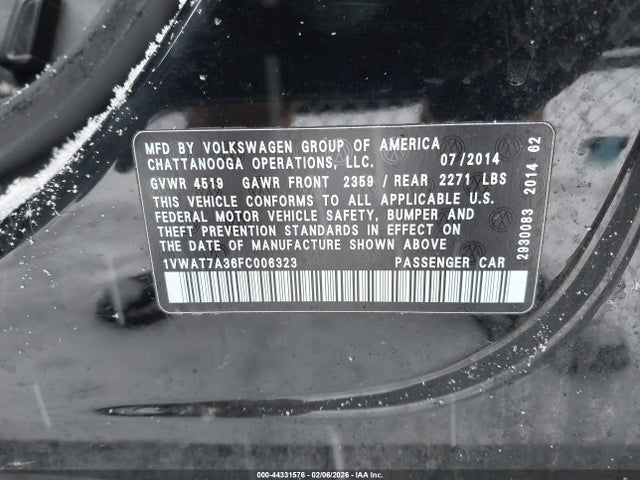 MFD BY VOLKSWAGEN GROUP OF AMERICA
CHATTANOOGA OPERATIONS, LLC. 07/2014
GVWR 4519 GAWR FRONT 2359 / REAR 2271 LBS
THIS VEHICLE CONFORMS TO ALL APPLICABLE U.S.
FEDERAL MOTOR VEHICLE SAFETY, BUMPER AND
THEFT PREVENTION STANDARDS IN EFFECT ON
THE DATE OF MANUFACTURE SHOWN ABOVE
1VWAT7A36FC006323 PASSENGER CAR
2930083 2014 62
000-44331576 - 02/06/2026 - IAA Inc.